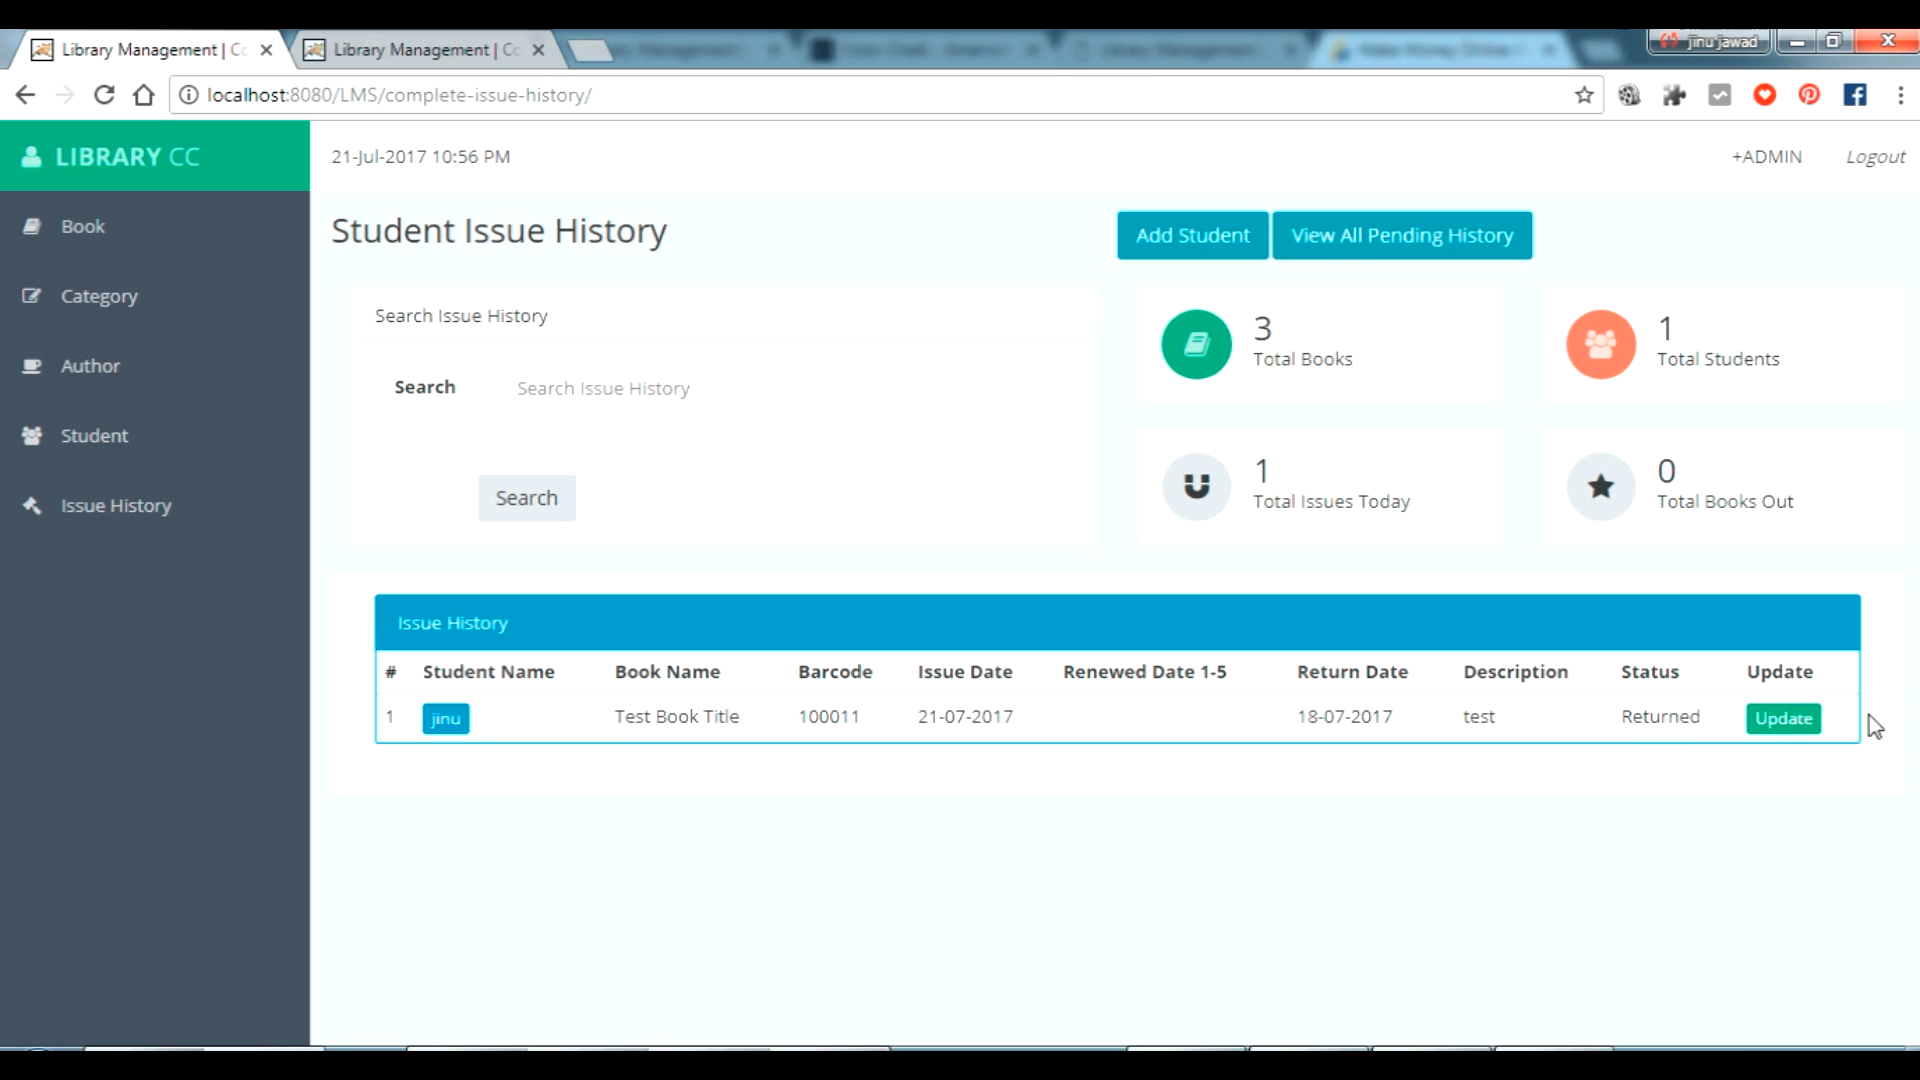 Library Management | Co
Library Management | Co
jinu jawad
localhost:8080/LMS/complete-issue-history/
LIBRARY CC
21-Jul-2017 10:56 PM
+ADMIN
Logout
Book
Category
Author
Student
Issue History
Student Issue History
Add Student
View All Pending History
Search Issue History
Search
Search Issue History
Search
3
Total Books
1
Total Students
1
Total Issues Today
0
Total Books Out
Issue History
# Student Name Book Name Barcode Issue Date Renewed Date 1-5 Return Date Description Status Update
1 jinu Test Book Title 100011 21-07-2017 18-07-2017 test Returned Update